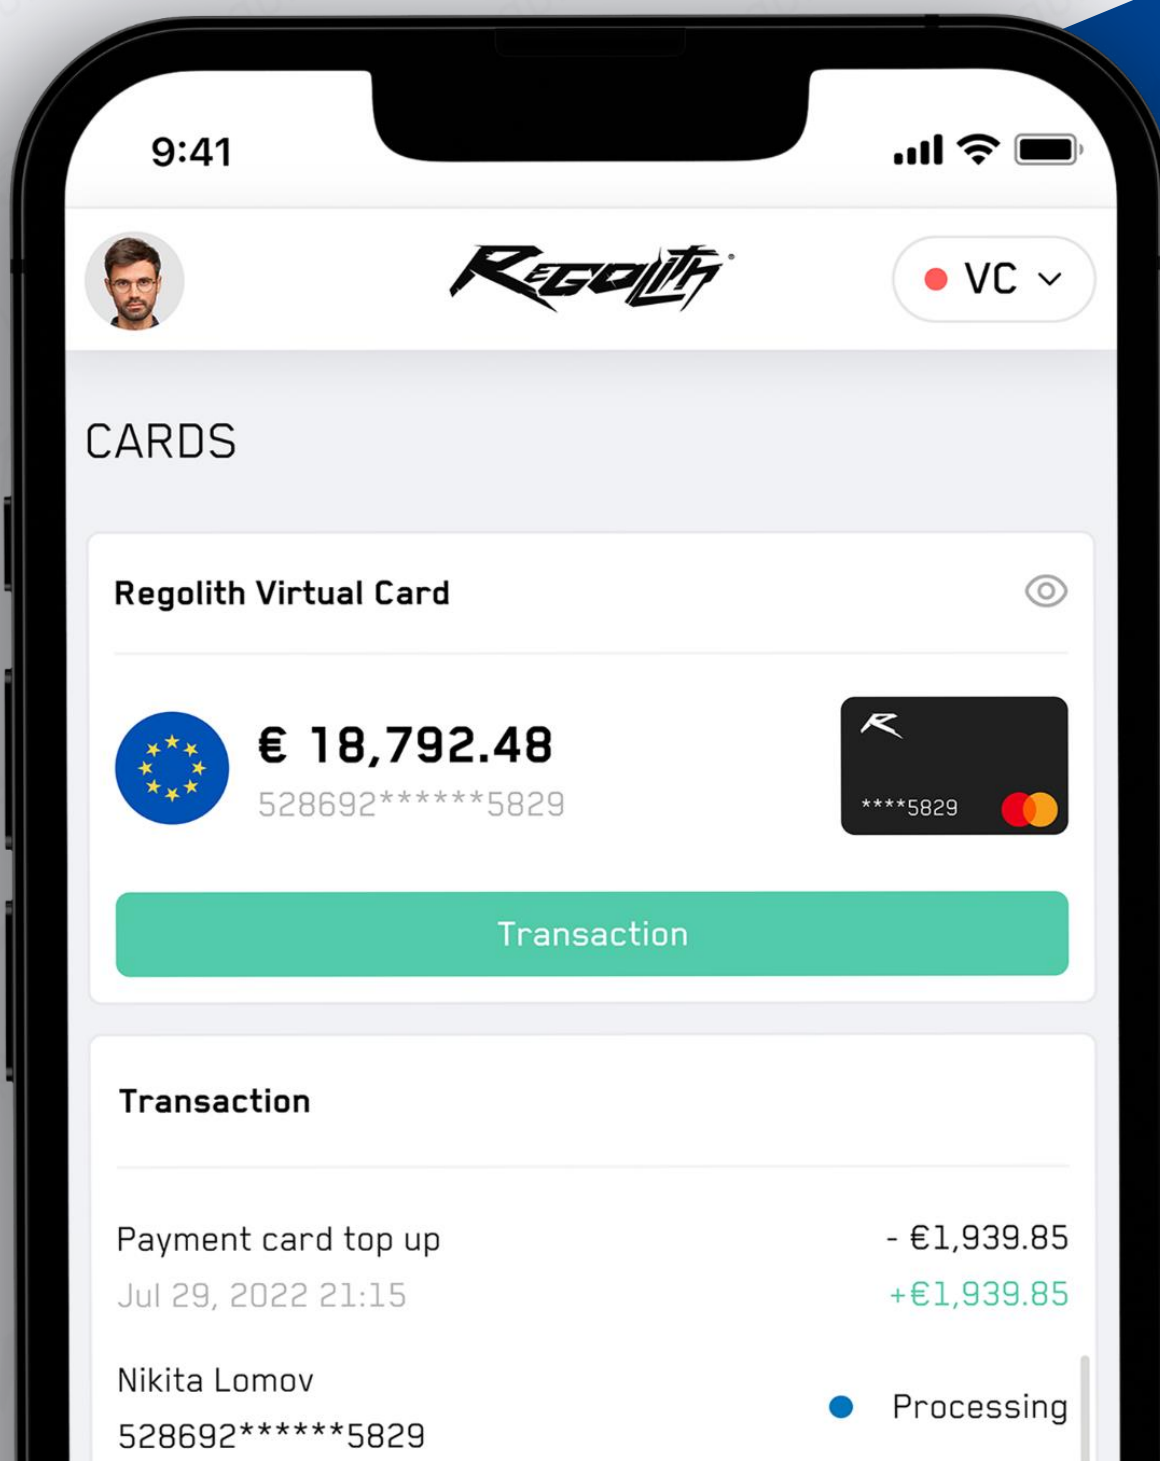 9:41
REGOLITH
VC
CARDS
Regolith Virtual Card
€ 18,792.48
528692******5829
****5829
Transaction
Transaction
Payment card top up
- €1,939.85
Jul 29, 2022 21:15
+€1,939.85
Nikita Lomov
Processing
528692******5829